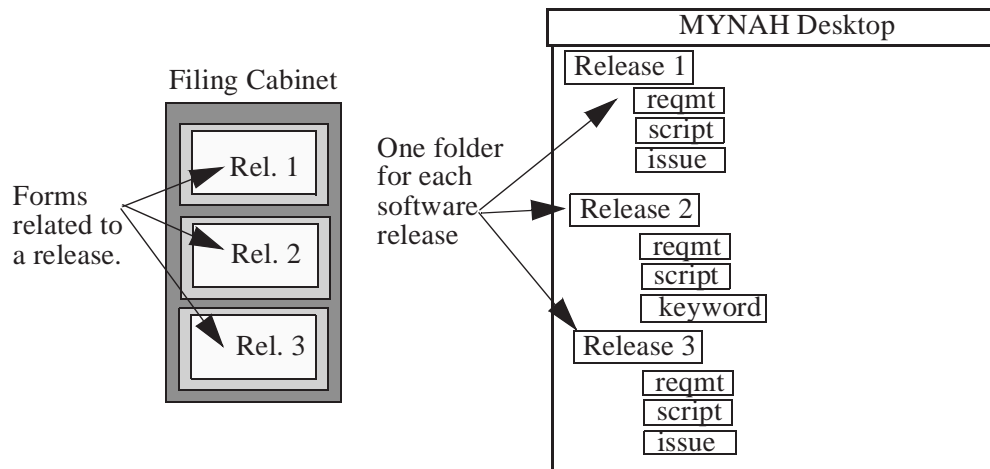 Filing Cabinet
Rel. 1
Rel. 2
Rel. 3
Forms
related to
a release.
One folder
for each
software
release
MYNAH Desktop
Release 1
reqmt
script
issue
Release 2
reqmt
script
keyword
Release 3
reqmt
script
issue